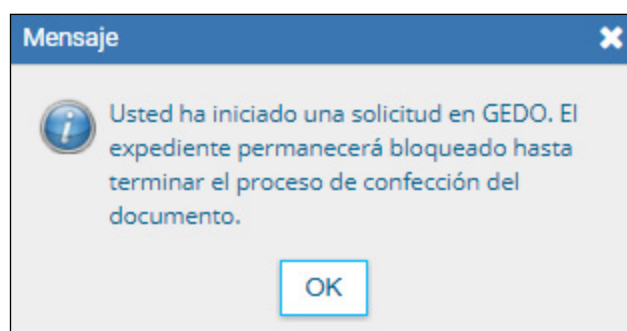 Mensaje
Usted ha iniciado una solicitud en GEDO. El
expediente permanecerá bloqueado hasta
terminar el proceso de confección del
documento.
OK